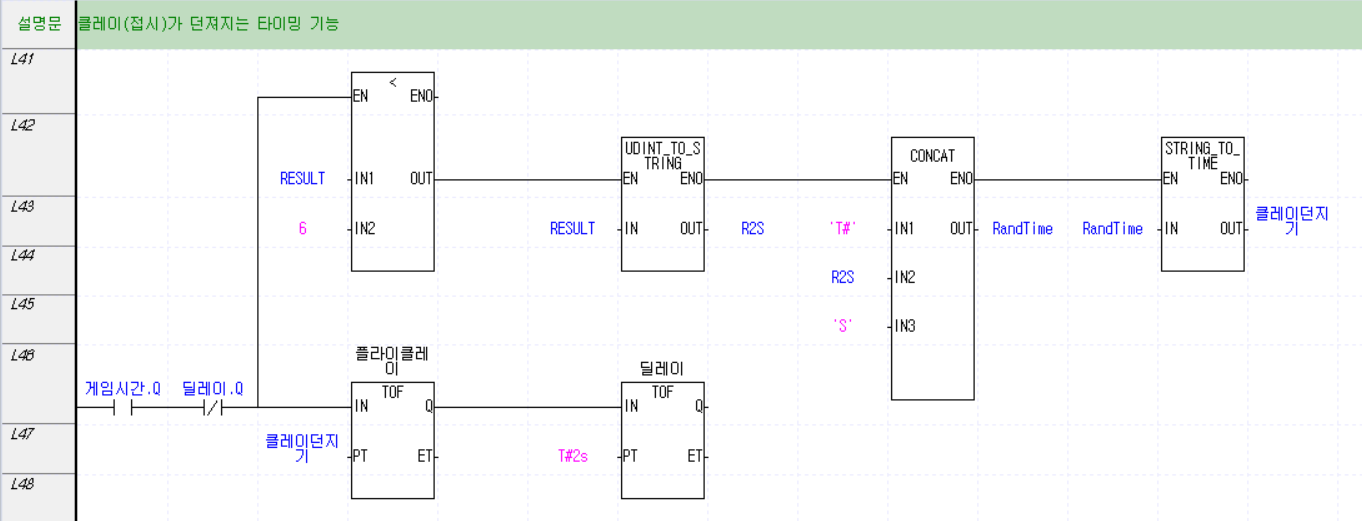 설명문 클레이(접시)가 던져지는 타이밍 기능
L41
<
EN ENO
L42
UDINT_TO_S
TRING
CONCAT
STRING_TO_
TIME
RESULT IN1 OUT EN ENO EN ENO EN ENO
L43
클레이던지
기
6 IN2 RESULT IN OUT R2S 'T#' IN1 OUT RandTime RandTime IN OUT
L44
R2S IN2
L45
'S' IN3
L46
플라이클레
이
딜레이
게임시간.Q 딜레이.Q TOF TOF
IN Q IN Q
L47
클레이던지
기
PT ET T#2s PT ET
L48